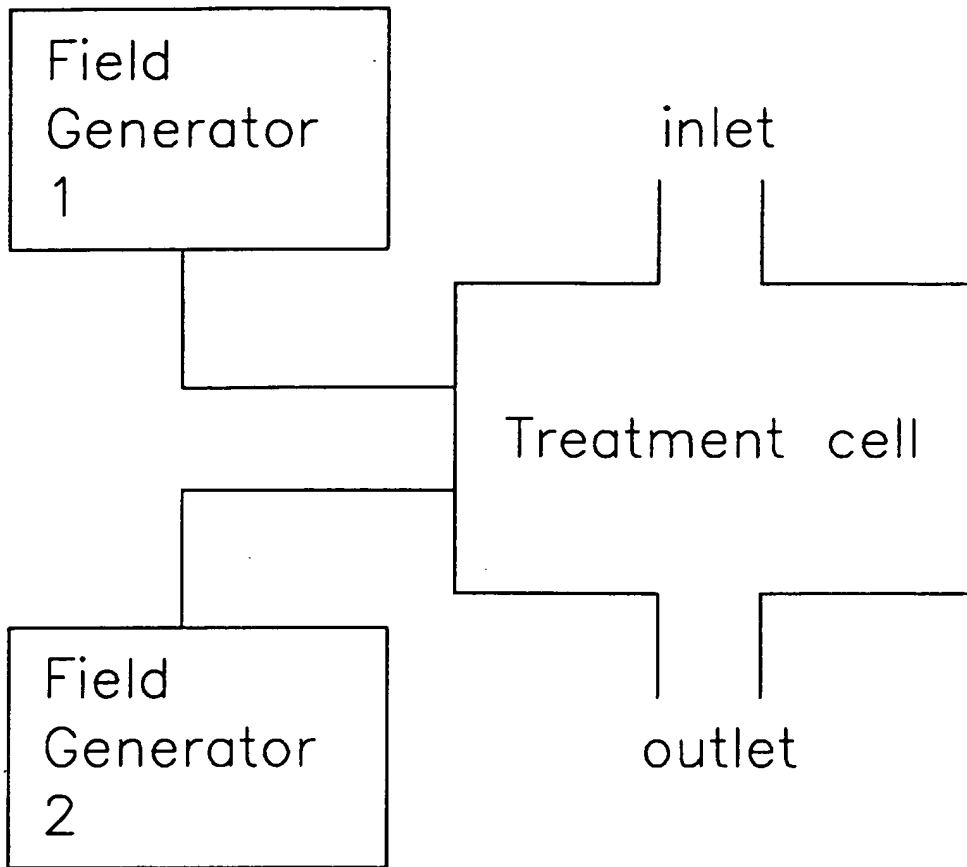 Field
Generator
1
inlet
Treatment cell
Field
Generator
2
outlet